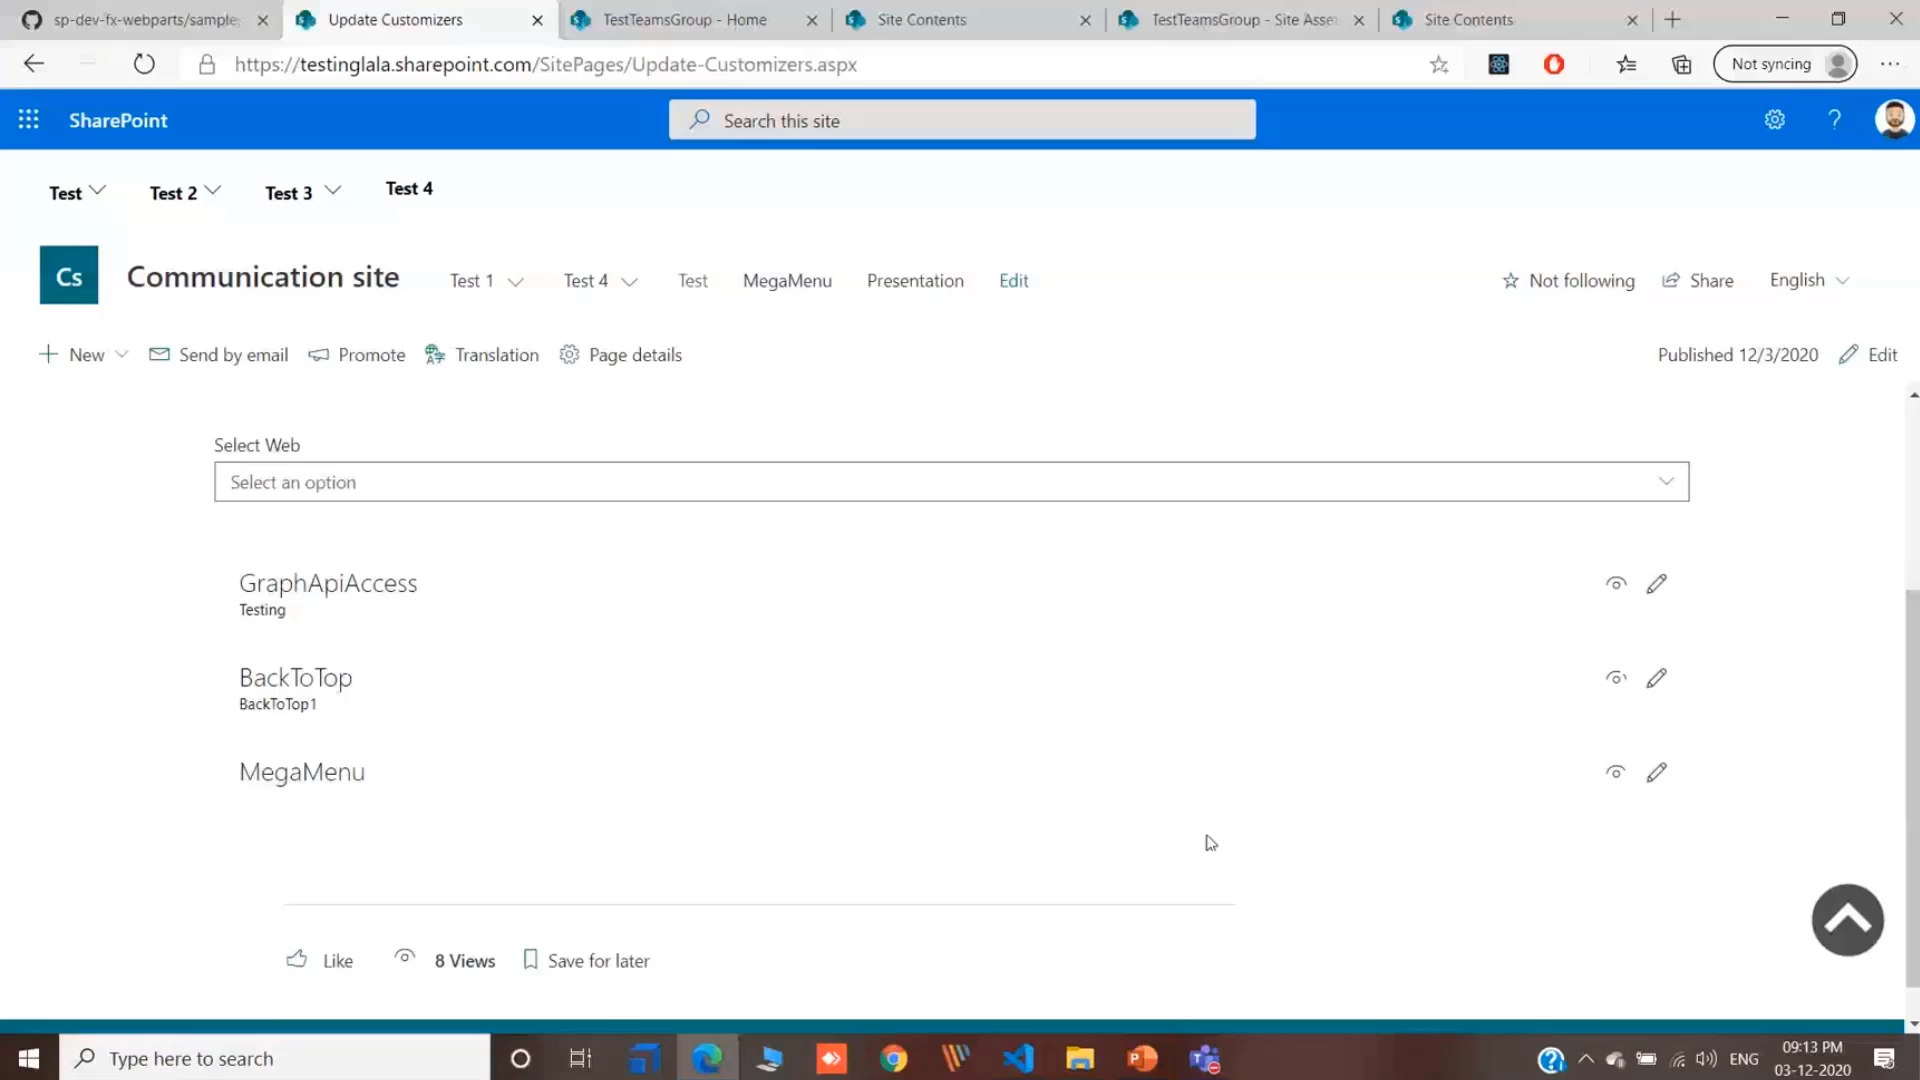 sp-dev-fx-webparts/sample
Update Customizers
TestTeamsGroup - Home
Site Contents
TestTeamsGroup - Site Asse
Site Contents
https://testinglala.sharepoint.com/SitePages/Update-Customizers.aspx
Not syncing
SharePoint
Search this site
?
Test
Test 2
Test 3
Test 4
Cs
Communication site
Test 1
Test 4
Test
MegaMenu
Presentation
Edit
Not following
Share
English
New
Send by email
Promote
Translation
Page details
Published 12/3/2020
Edit
Select Web
Select an option
GraphApiAccess
Testing
BackToTop
BackToTop1
MegaMenu
Like
8 Views
Save for later
Type here to search
ENG
09:13 PM
03-12-2020